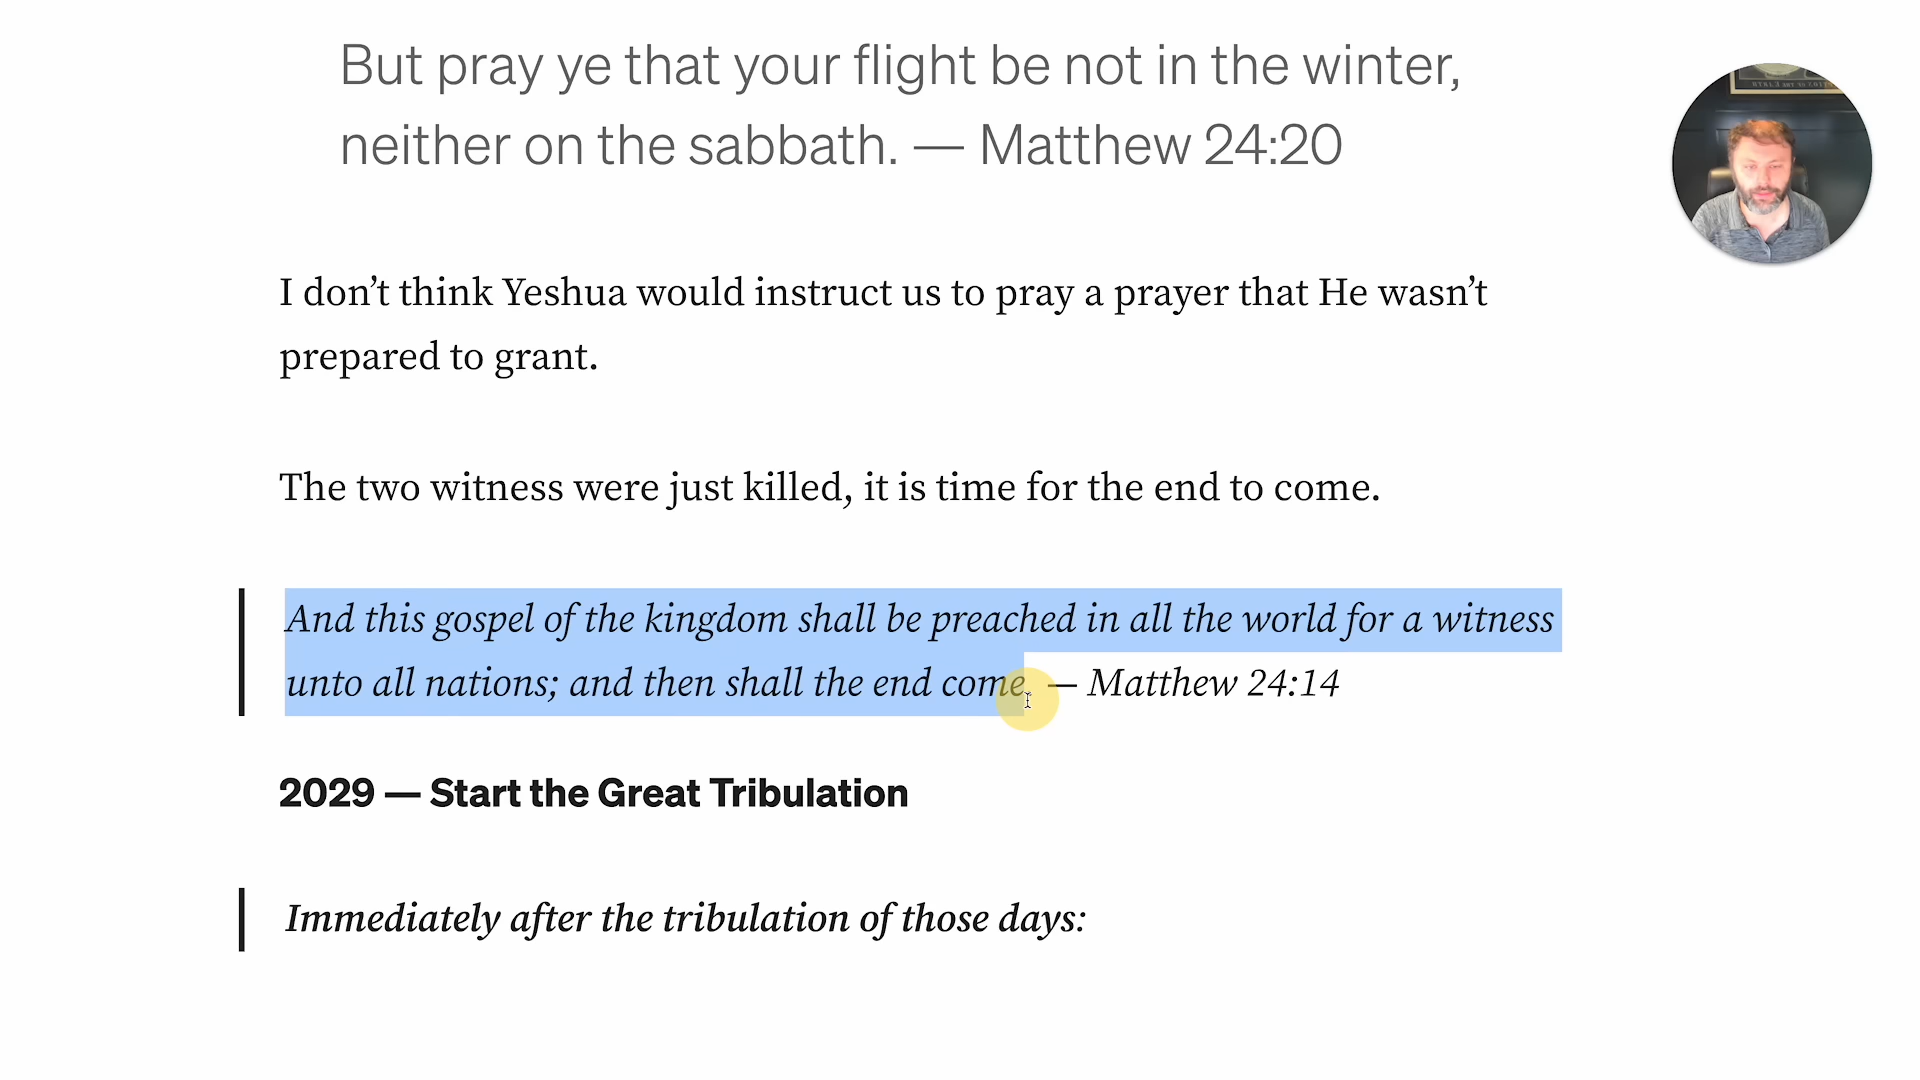 But pray ye that your flight be not in the winter,
neither on the sabbath. — Matthew 24:20
I don’t think Yeshua would instruct us to pray a prayer that He wasn’t
prepared to grant.
The two witness were just killed, it is time for the end to come.
And this gospel of the kingdom shall be preached in all the world for a witness
unto all nations; and then shall the end come. — Matthew 24:14
2029 — Start the Great Tribulation
Immediately after the tribulation of those days: